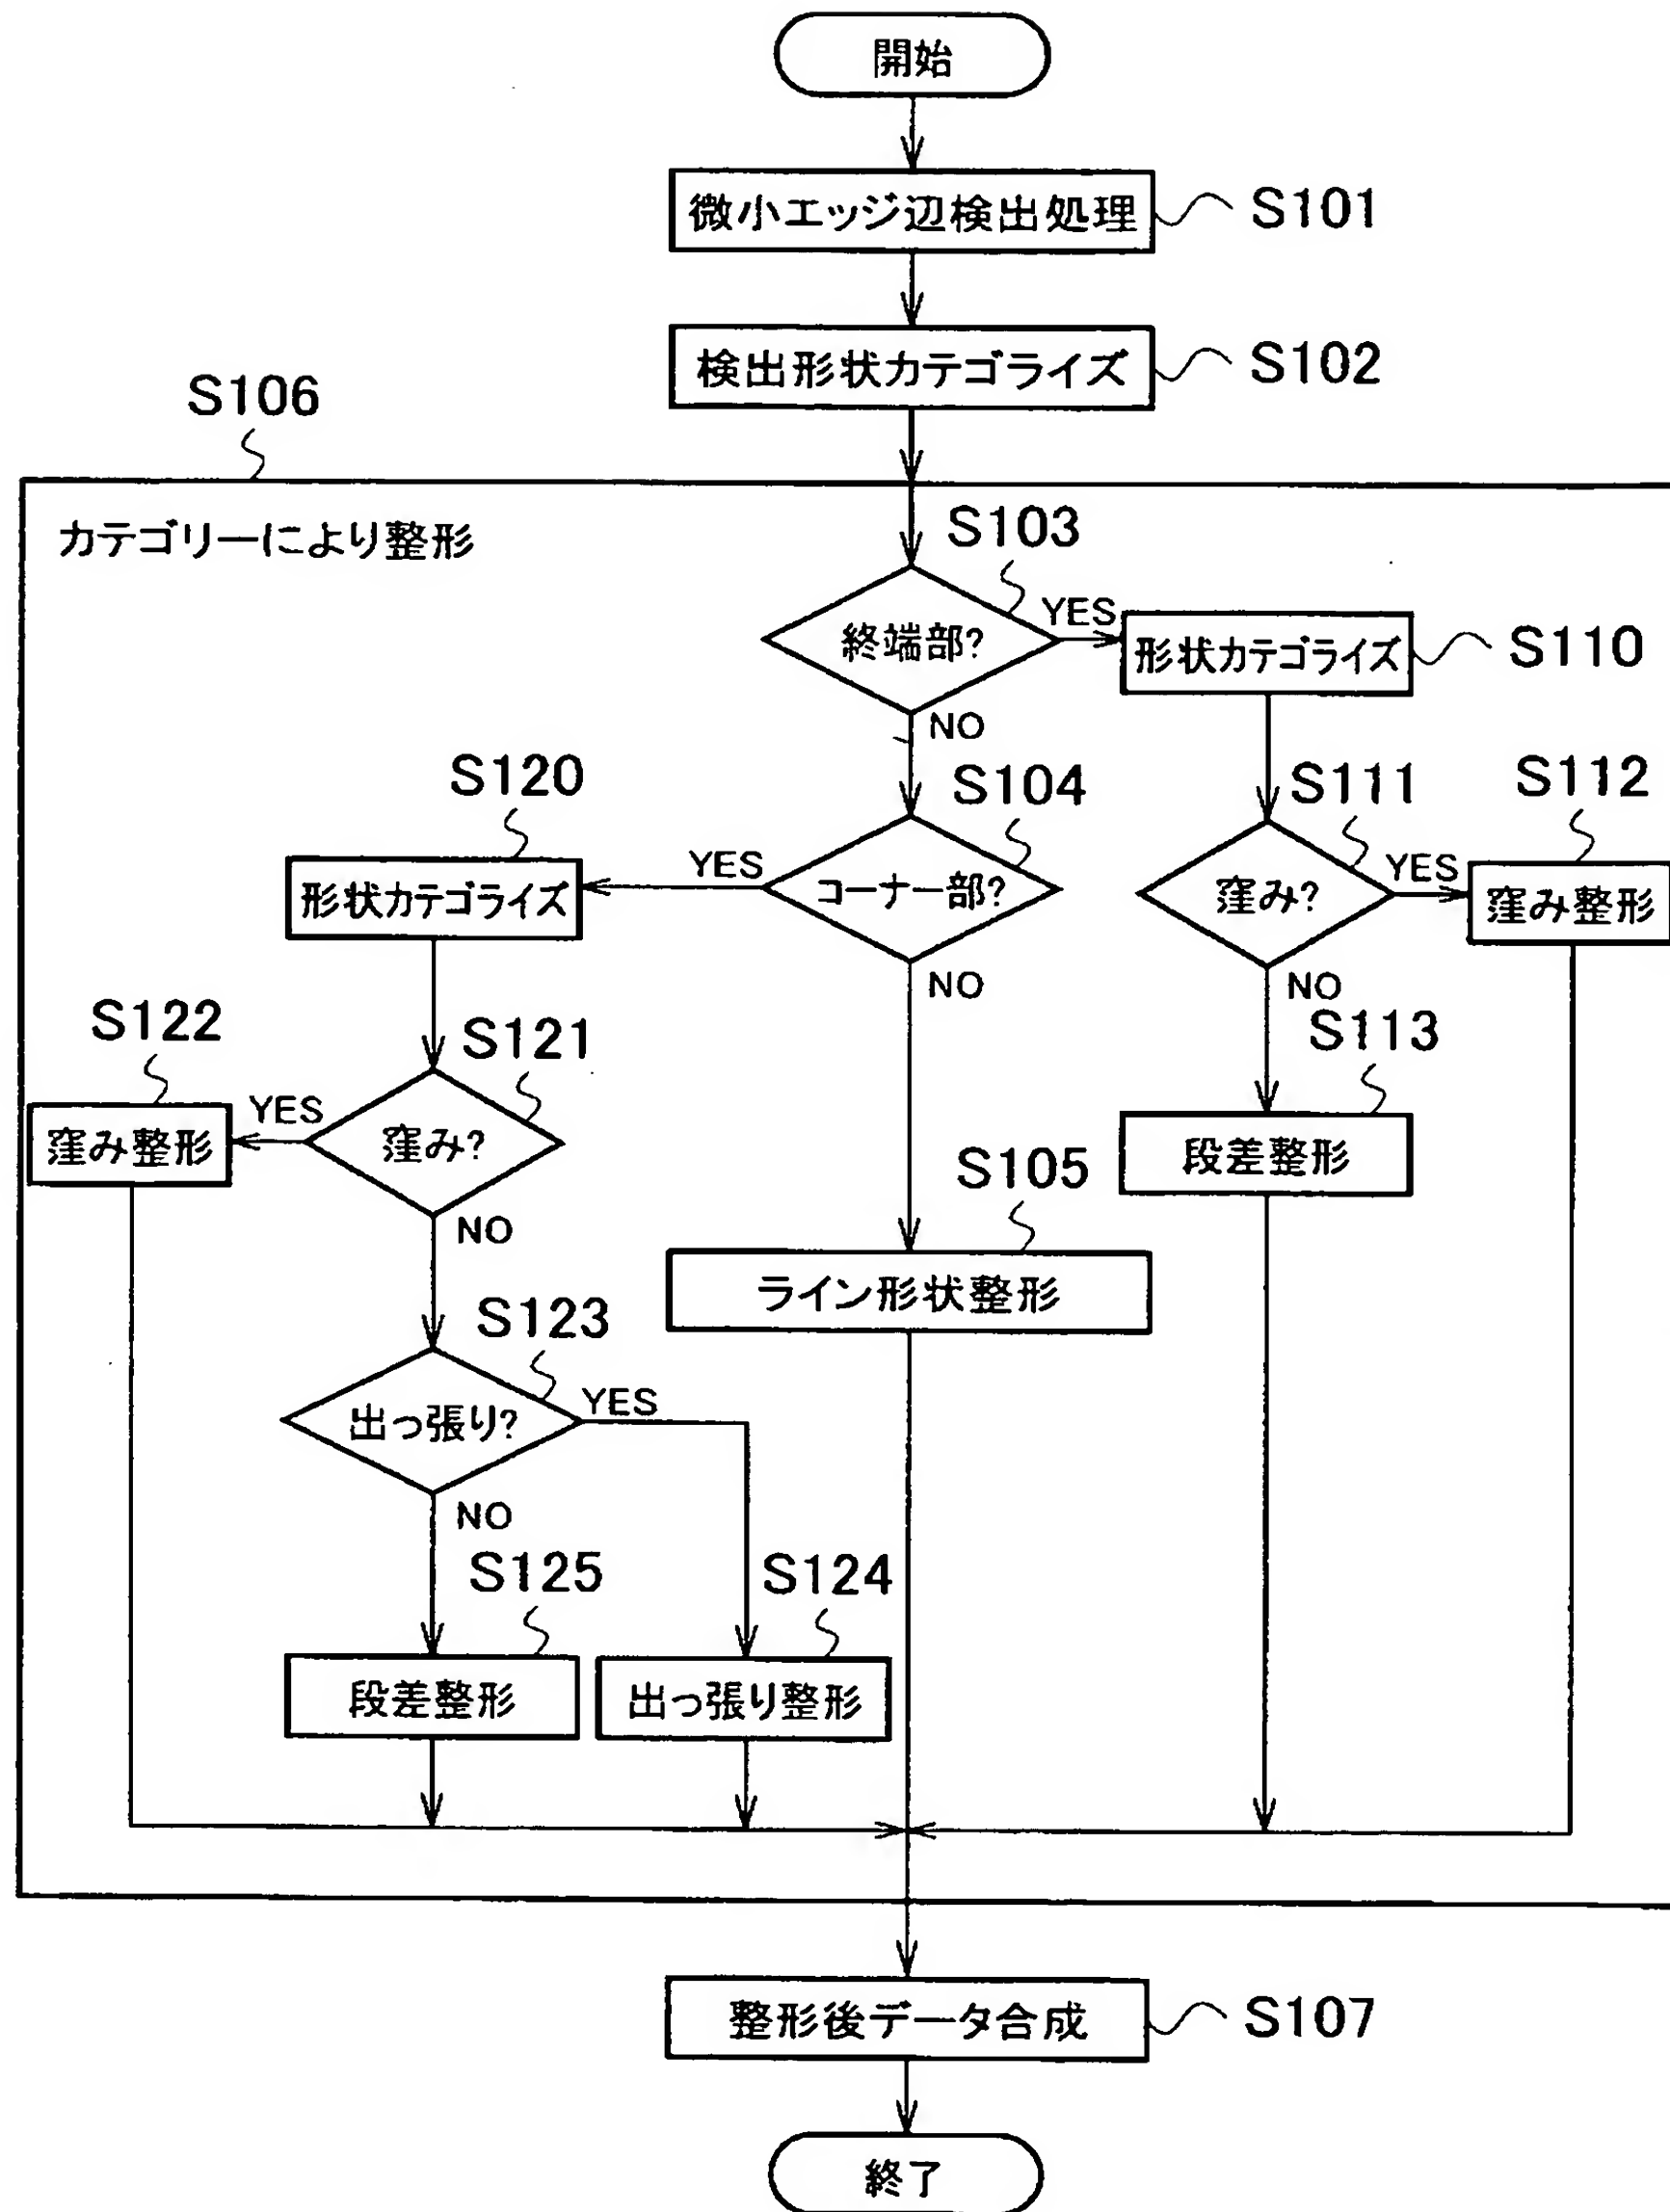 開始
微小エッジ辺検出処理
S101
検出形状カテゴライズ
S102
S106
カテゴリーにより整形
S103
終端部?
YES
NO
形状カテゴライズ
S110
S120
S104
S111
S112
形状カテゴライズ
YES
コーナー部?
NO
窪み?
YES
NO
窪み整形
S122
S121
S113
窪み整形
YES
窪み?
NO
段差整形
S105
ライン形状整形
S123
出っ張り?
YES
NO
S125
S124
段差整形
出っ張り整形
整形後データ合成
S107
終了